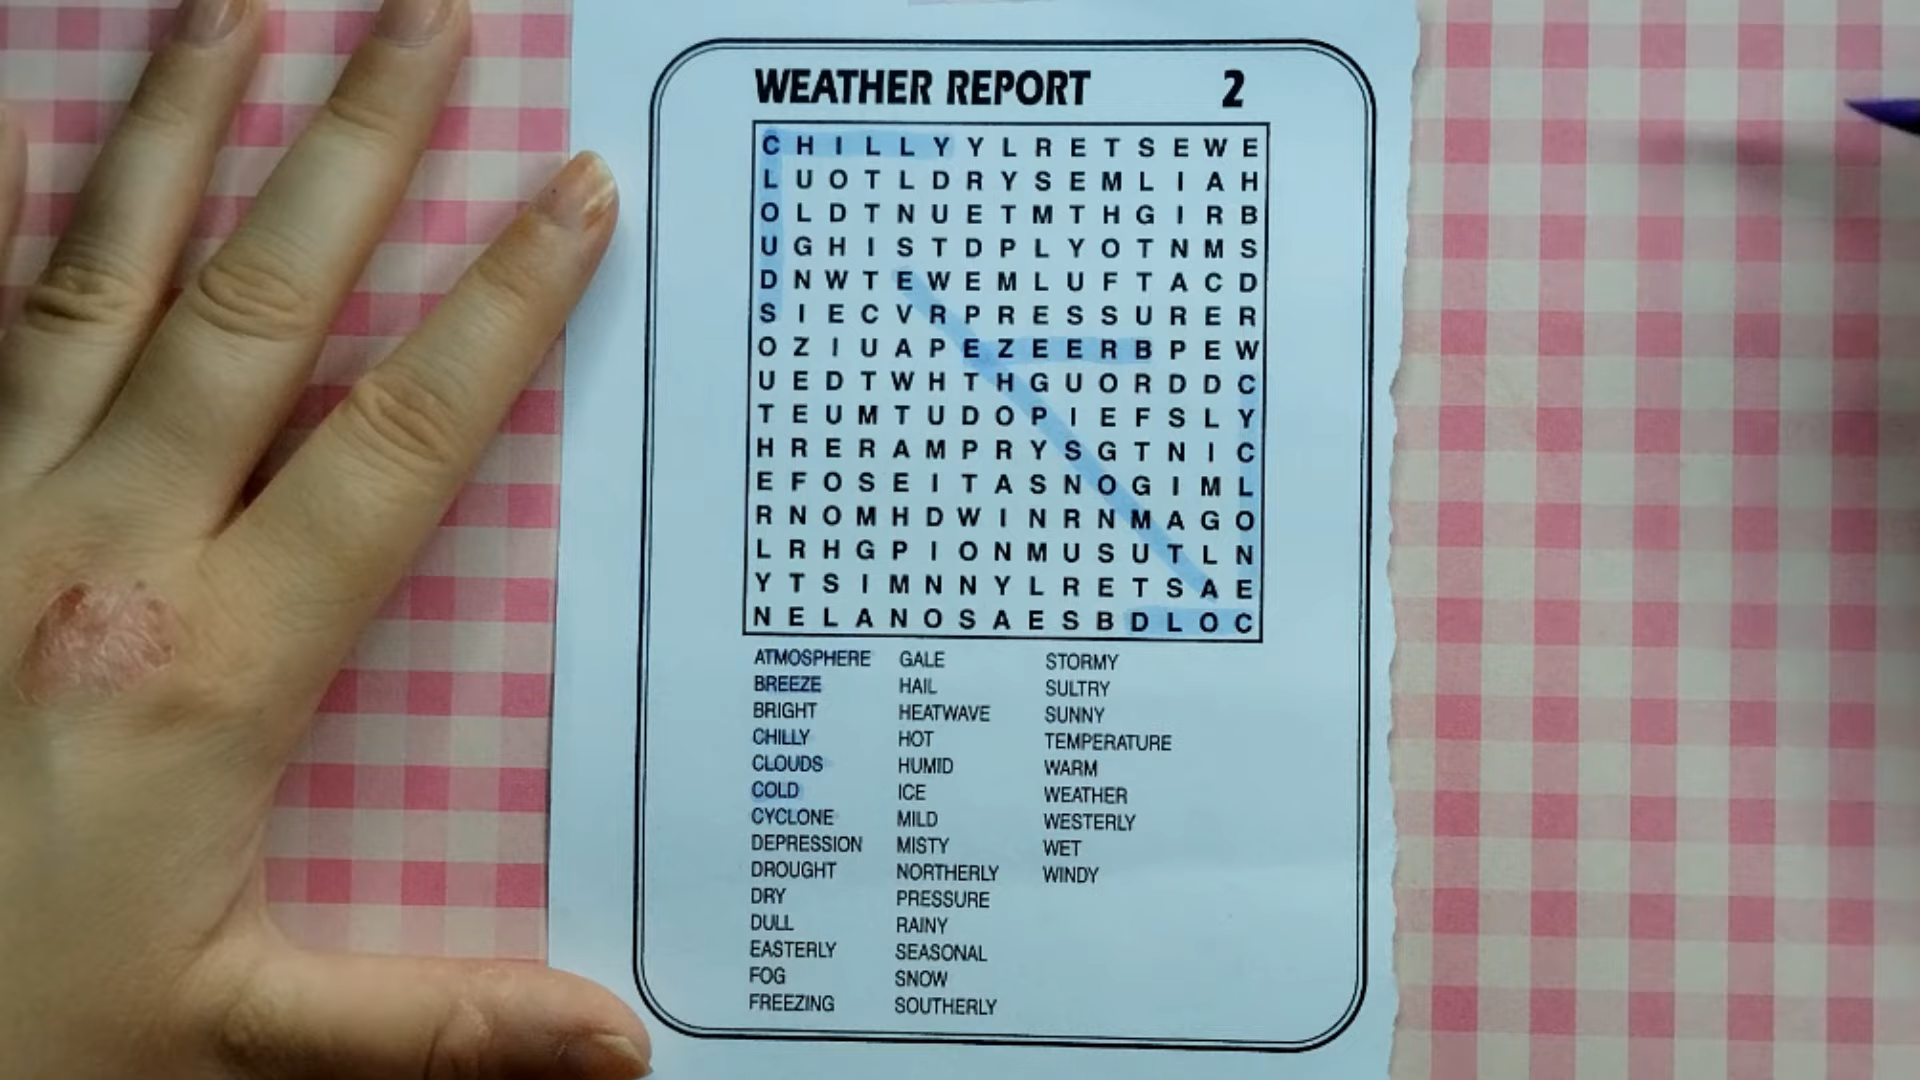 WEATHER REPORT 2
C H I L L Y Y L R E T S E W E
L U O T L D R Y S E M L I A H
O L D T N U E T M T H G I R B
U G H I S T D P L Y O T N M S
D N W T E W E M L U F T A C D
S I E C V R P R E S S U R E R
O Z I U A P E Z E E R B P E W
U E D T W H T H G U O R D D C
T E U M T U D O P I E F S L Y
H R E R A M P R Y S G T N I C
E F O S E I T A S N O G I M L
R N O M H D W I N R N M A G O
L R H G P I O N M U S U T L N
Y T S I M N N Y L R E T S A E
N E L A N O S A E S B D L O C
ATMOSPHERE GALE STORMY
BREEZE HAIL SULTRY
BRIGHT HEATWAVE SUNNY
CHILLY HOT TEMPERATURE
CLOUDS HUMID WARM
COLD ICE WEATHER
CYCLONE MILD WESTERLY
DEPRESSION MISTY WET
DROUGHT NORTHERLY WINDY
DRY PRESSURE
DULL RAINY
EASTERLY SEASONAL
FOG SNOW
FREEZING SOUTHERLY